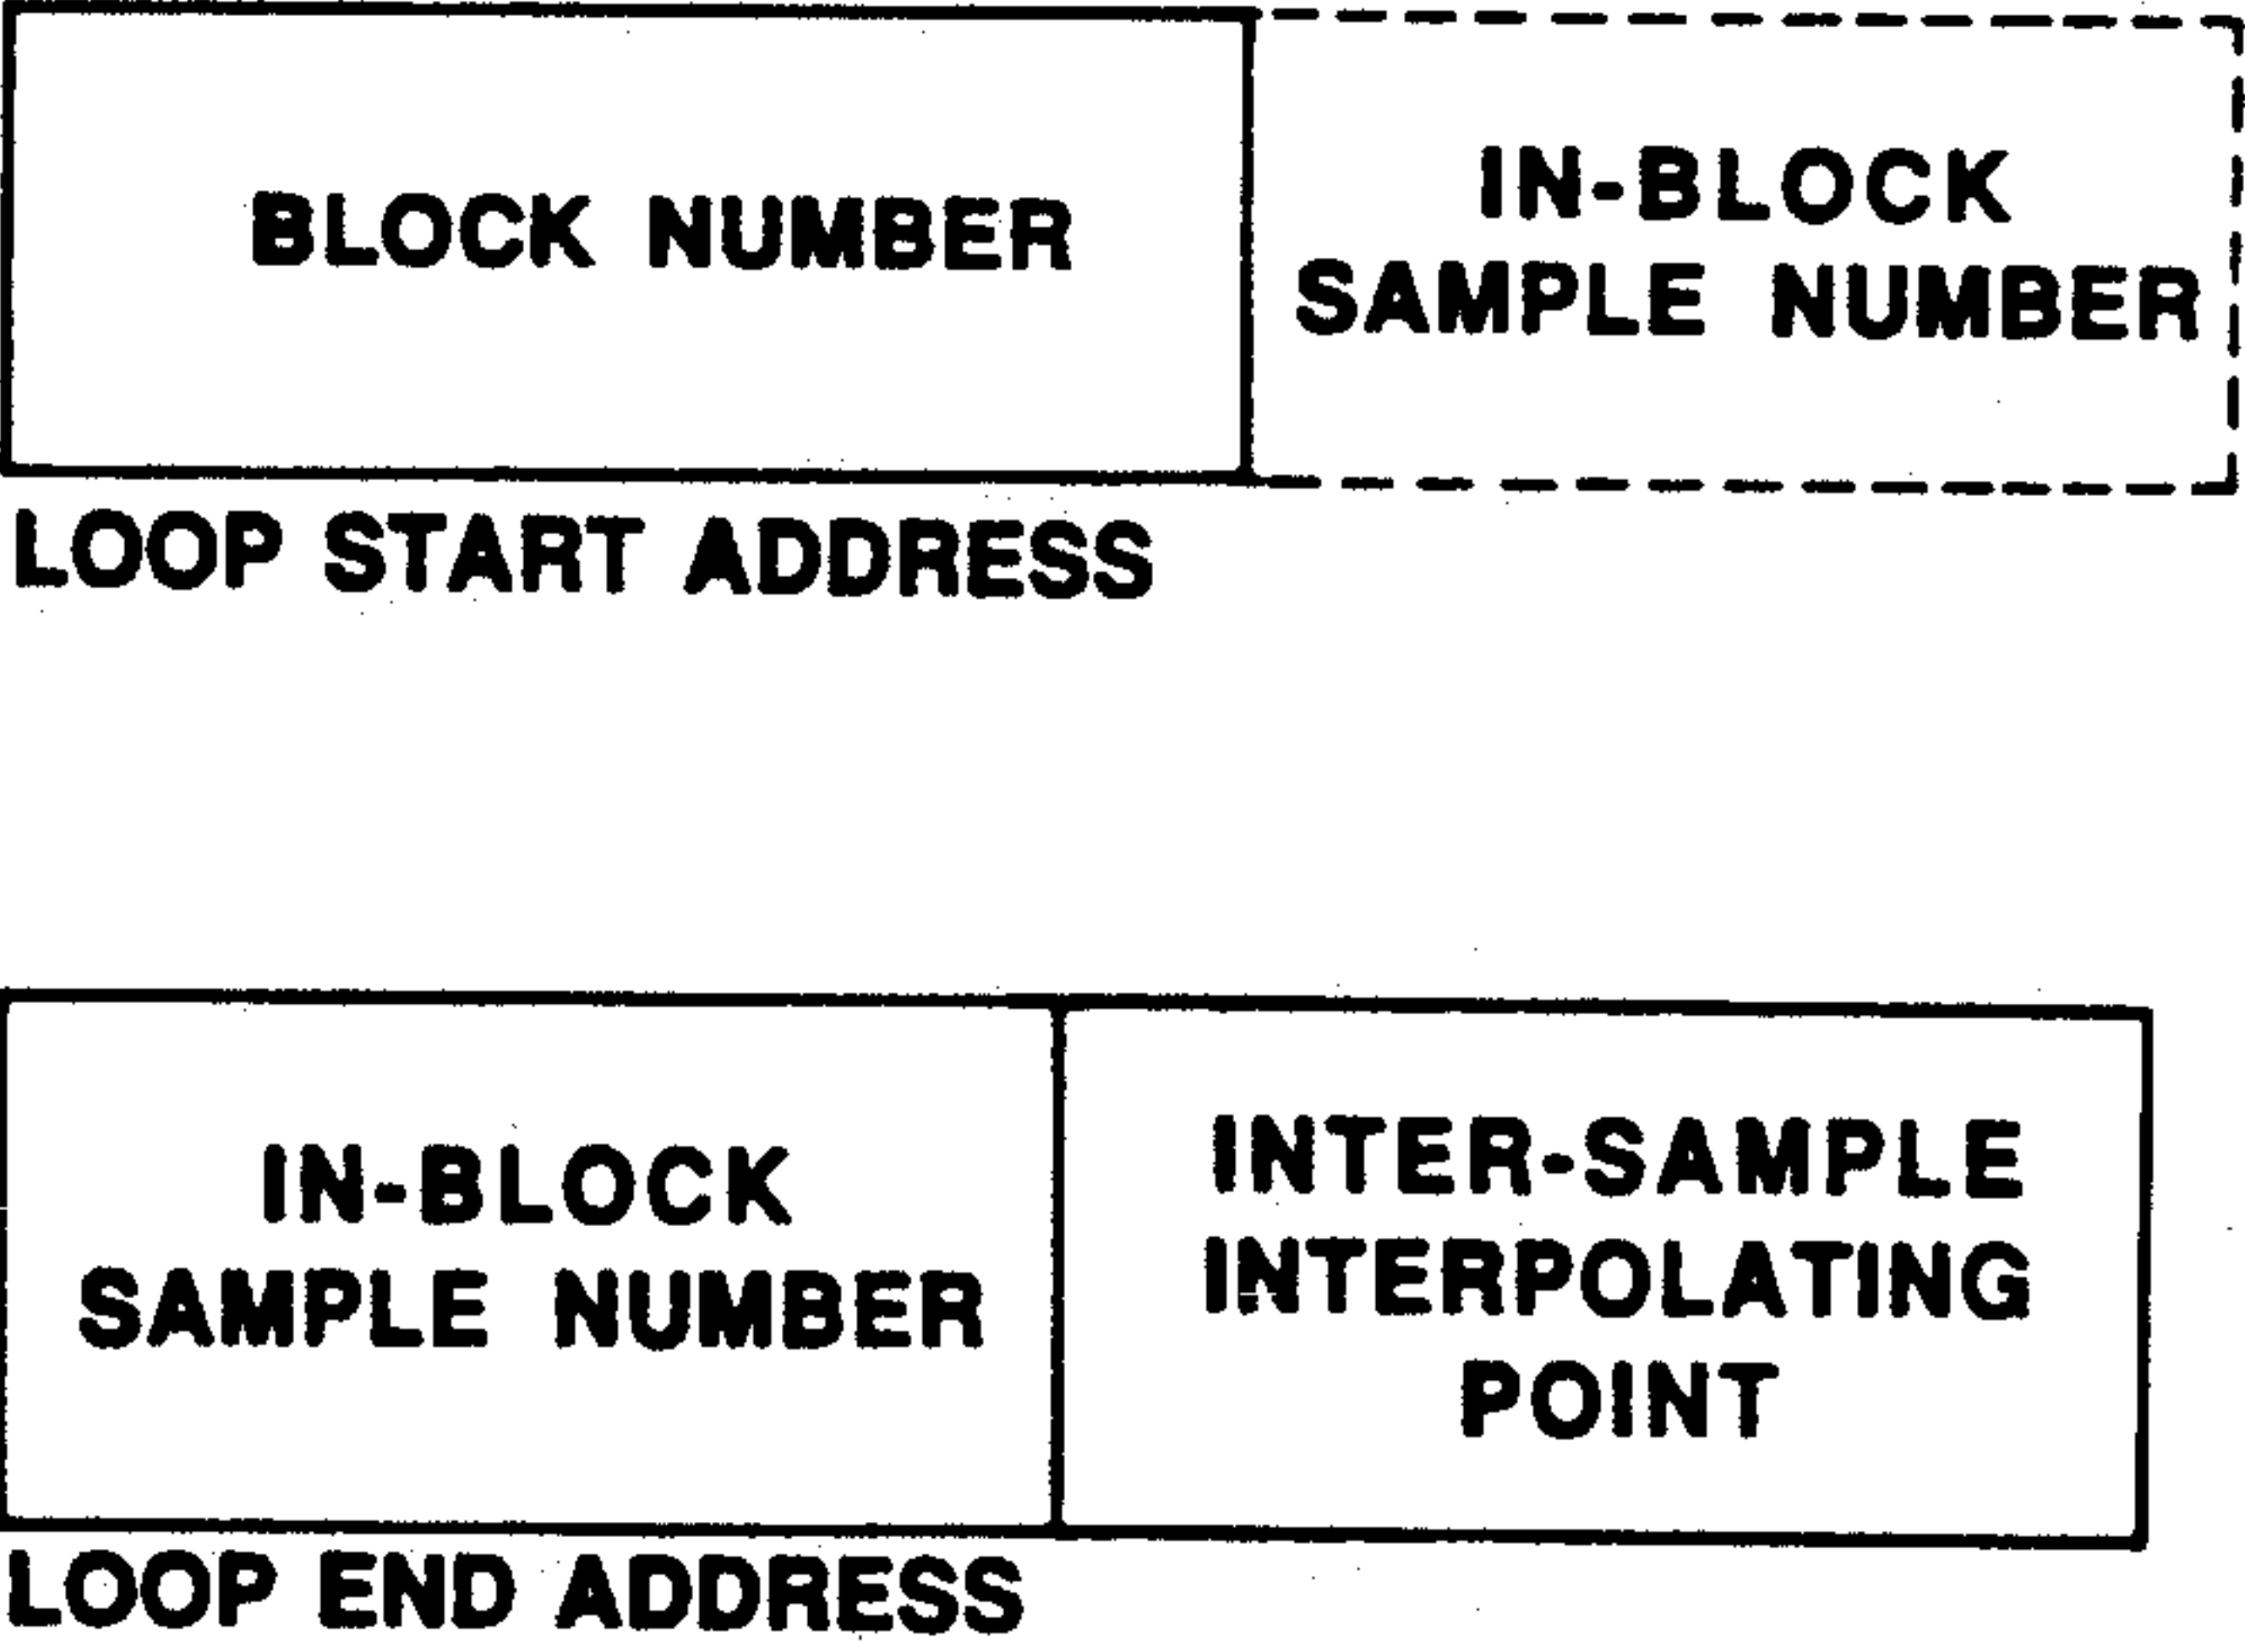 BLOCK NUMBER
IN-BLOCK
SAMPLE NUMBER
LOOP START ADDRESS
IN-BLOCK
SAMPLE NUMBER
INTER-SAMPLE
INTERPOLATING
POINT
LOOP END ADDRESS